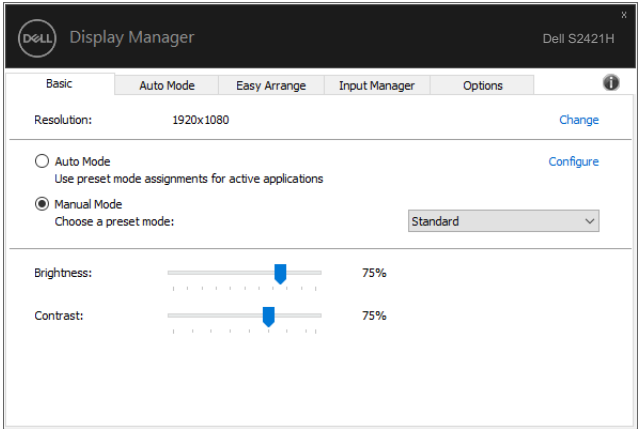 x
DELL Display Manager Dell S2421H
Basic Auto Mode Easy Arrange Input Manager Options i
Resolution: 1920x1080 Change
Auto Mode Configure
Use preset mode assignments for active applications
Manual Mode
Choose a preset mode: Standard
Brightness: 75%
Contrast: 75%